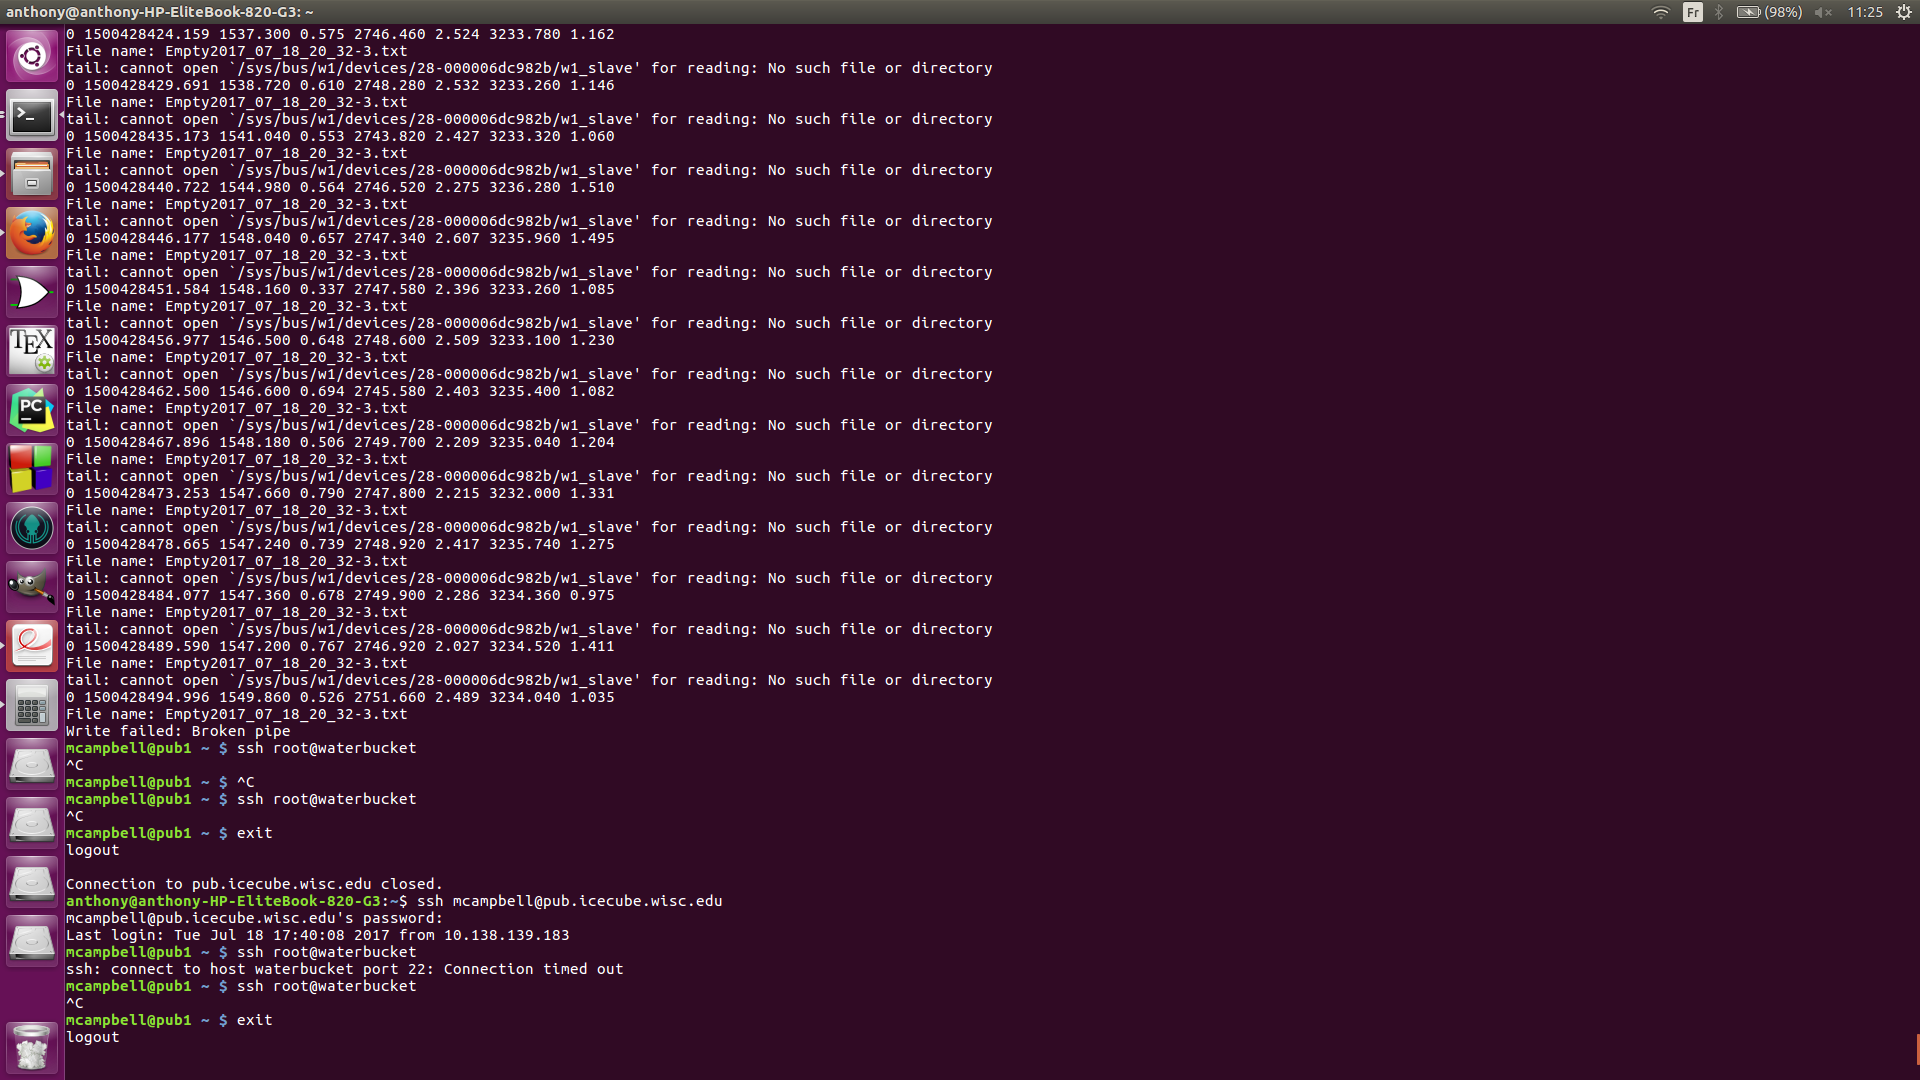 anthony@anthony-HP-EliteBook-820-G3: ~
Fr
(98%)
11:25
0 1500428424.159 1537.300 0.575 2746.460 2.524 3233.780 1.162
File name: Empty2017_07_18_20_32-3.txt
tail: cannot open `/sys/bus/w1/devices/28-000006dc982b/w1_slave' for reading: No such file or directory
0 1500428429.691 1538.720 0.610 2748.280 2.532 3233.260 1.146
File name: Empty2017_07_18_20_32-3.txt
tail: cannot open `/sys/bus/w1/devices/28-000006dc982b/w1_slave' for reading: No such file or directory
0 1500428435.173 1541.040 0.553 2743.820 2.427 3233.320 1.060
File name: Empty2017_07_18_20_32-3.txt
tail: cannot open `/sys/bus/w1/devices/28-000006dc982b/w1_slave' for reading: No such file or directory
0 1500428440.722 1544.980 0.564 2746.520 2.275 3236.280 1.510
File name: Empty2017_07_18_20_32-3.txt
tail: cannot open `/sys/bus/w1/devices/28-000006dc982b/w1_slave' for reading: No such file or directory
0 1500428446.177 1548.040 0.657 2747.340 2.607 3235.960 1.495
File name: Empty2017_07_18_20_32-3.txt
tail: cannot open `/sys/bus/w1/devices/28-000006dc982b/w1_slave' for reading: No such file or directory
0 1500428451.584 1548.160 0.337 2747.580 2.396 3233.260 1.085
File name: Empty2017_07_18_20_32-3.txt
tail: cannot open `/sys/bus/w1/devices/28-000006dc982b/w1_slave' for reading: No such file or directory
0 1500428456.977 1546.500 0.648 2748.600 2.509 3233.100 1.230
File name: Empty2017_07_18_20_32-3.txt
tail: cannot open `/sys/bus/w1/devices/28-000006dc982b/w1_slave' for reading: No such file or directory
0 1500428462.500 1546.600 0.694 2745.580 2.403 3235.400 1.082
File name: Empty2017_07_18_20_32-3.txt
tail: cannot open `/sys/bus/w1/devices/28-000006dc982b/w1_slave' for reading: No such file or directory
0 1500428467.896 1548.180 0.506 2749.700 2.209 3235.040 1.204
File name: Empty2017_07_18_20_32-3.txt
tail: cannot open `/sys/bus/w1/devices/28-000006dc982b/w1_slave' for reading: No such file or directory
0 1500428473.253 1547.660 0.790 2747.800 2.215 3232.000 1.331
File name: Empty2017_07_18_20_32-3.txt
tail: cannot open `/sys/bus/w1/devices/28-000006dc982b/w1_slave' for reading: No such file or directory
0 1500428478.665 1547.240 0.739 2748.920 2.417 3235.740 1.275
File name: Empty2017_07_18_20_32-3.txt
tail: cannot open `/sys/bus/w1/devices/28-000006dc982b/w1_slave' for reading: No such file or directory
0 1500428484.077 1547.360 0.678 2749.900 2.286 3234.360 0.975
File name: Empty2017_07_18_20_32-3.txt
tail: cannot open `/sys/bus/w1/devices/28-000006dc982b/w1_slave' for reading: No such file or directory
0 1500428489.590 1547.200 0.767 2746.920 2.027 3234.520 1.411
File name: Empty2017_07_18_20_32-3.txt
tail: cannot open `/sys/bus/w1/devices/28-000006dc982b/w1_slave' for reading: No such file or directory
0 1500428494.996 1549.860 0.526 2751.660 2.489 3234.040 1.035
File name: Empty2017_07_18_20_32-3.txt
Write failed: Broken pipe
mcampbell@pub1 ~ $ ssh root@waterbucket
^C
mcampbell@pub1 ~ $ ^C
mcampbell@pub1 ~ $ ssh root@waterbucket
^C
mcampbell@pub1 ~ $ exit
logout
Connection to pub.icecube.wisc.edu closed.
anthony@anthony-HP-EliteBook-820-G3:~$ ssh mcampbell@pub.icecube.wisc.edu
mcampbell@pub.icecube.wisc.edu's password:
Last login: Tue Jul 18 17:40:08 2017 from 10.138.139.183
mcampbell@pub1 ~ $ ssh root@waterbucket
ssh: connect to host waterbucket port 22: Connection timed out
mcampbell@pub1 ~ $ ssh root@waterbucket
^C
mcampbell@pub1 ~ $ exit
logout
TEX
PC